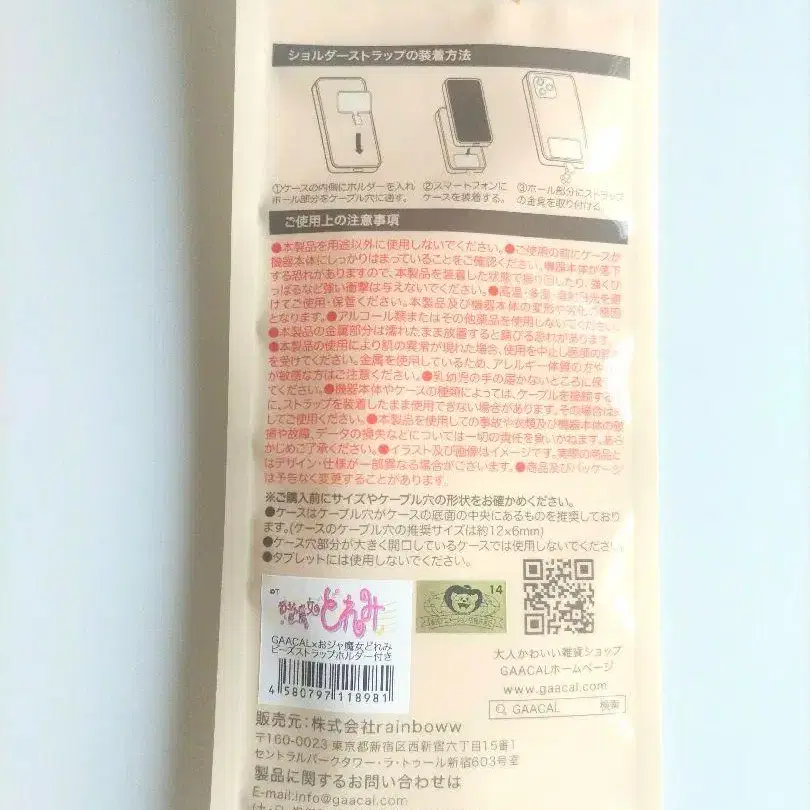 ショルダーストラップの装着方法
①ケースの内側にホルダーを入れ
ホール部分をケーブル穴に通す。
②スマートフォンに
ケースを装着する。
③ホール部分にストラップ
の金具を取り付ける。
ご使用上の注意事項
●本製品を用途以外に使用しないでください。●ご使用の前にケースが
機器本体にしっかりはまっていることをご確認ください。機器本体が落下
する恐れがありますので、本製品を装着した状態で振り回したり、強くひ
っぱるなど強い衝撃は与えないでください。●高温・多湿・直射日光を避
けてご使用・保管ください。本製品及び機器本体の変形や劣化の原因
となります。●アルコール類またはその他薬品を使用しないでください。
●本製品の金属部分は濡れたまま放置すると錆びる恐れがあります。
●本製品の使用により肌の異常が現れた場合、使用を中止し医師の
を受けてください。金属を使用しているため、アレルギー体質の方や
が敏感な方はご注意ください。●乳幼児の手の届かないところに保
てください。●機器本体やケースの種類によっては、ケーブルを接続する
に、ストラップを装着したまま使用できない場合があります。その場合は
してご使用ください。●本製品を使用しての事故や衣類及び機器本体の破
損や故障、データの損失などについては一切の責任を負いかねます。あら
かじめご了承ください。●イラスト及び画像はイメージです。実際の商品と
はデザイン・仕様が一部異なる場合がございます。●商品及びパッケージ
は予告なく変更することがあります。
※ご購入前にサイズやケーブル穴の形状をお確かめください。
●ケースはケーブル穴がケースの底面の中央にあるものを推奨しており
ます。(ケースのケーブル穴の推奨サイズは約12×6mm)
●ケース穴部分が大きく開口しているケースでは使用しないでください。
●タブレットには使用しないでください。
©T
おジャ魔女どれみ
GAACAL×おジャ魔女どれみ
ビーズストラップホルダー付き
4 580797 118981
14
大人かわいい雑貨ショップ
GAACALホームページ
www.gaacal.com
GAACAL 検索
販売元:株式会社rainboww
〒160-0023 東京都新宿区西新宿六丁目15番1
セントラルパークタワー・ラ・トゥール新宿603号室
製品に関するお問い合わせは
E-mail:info@gaacal.com